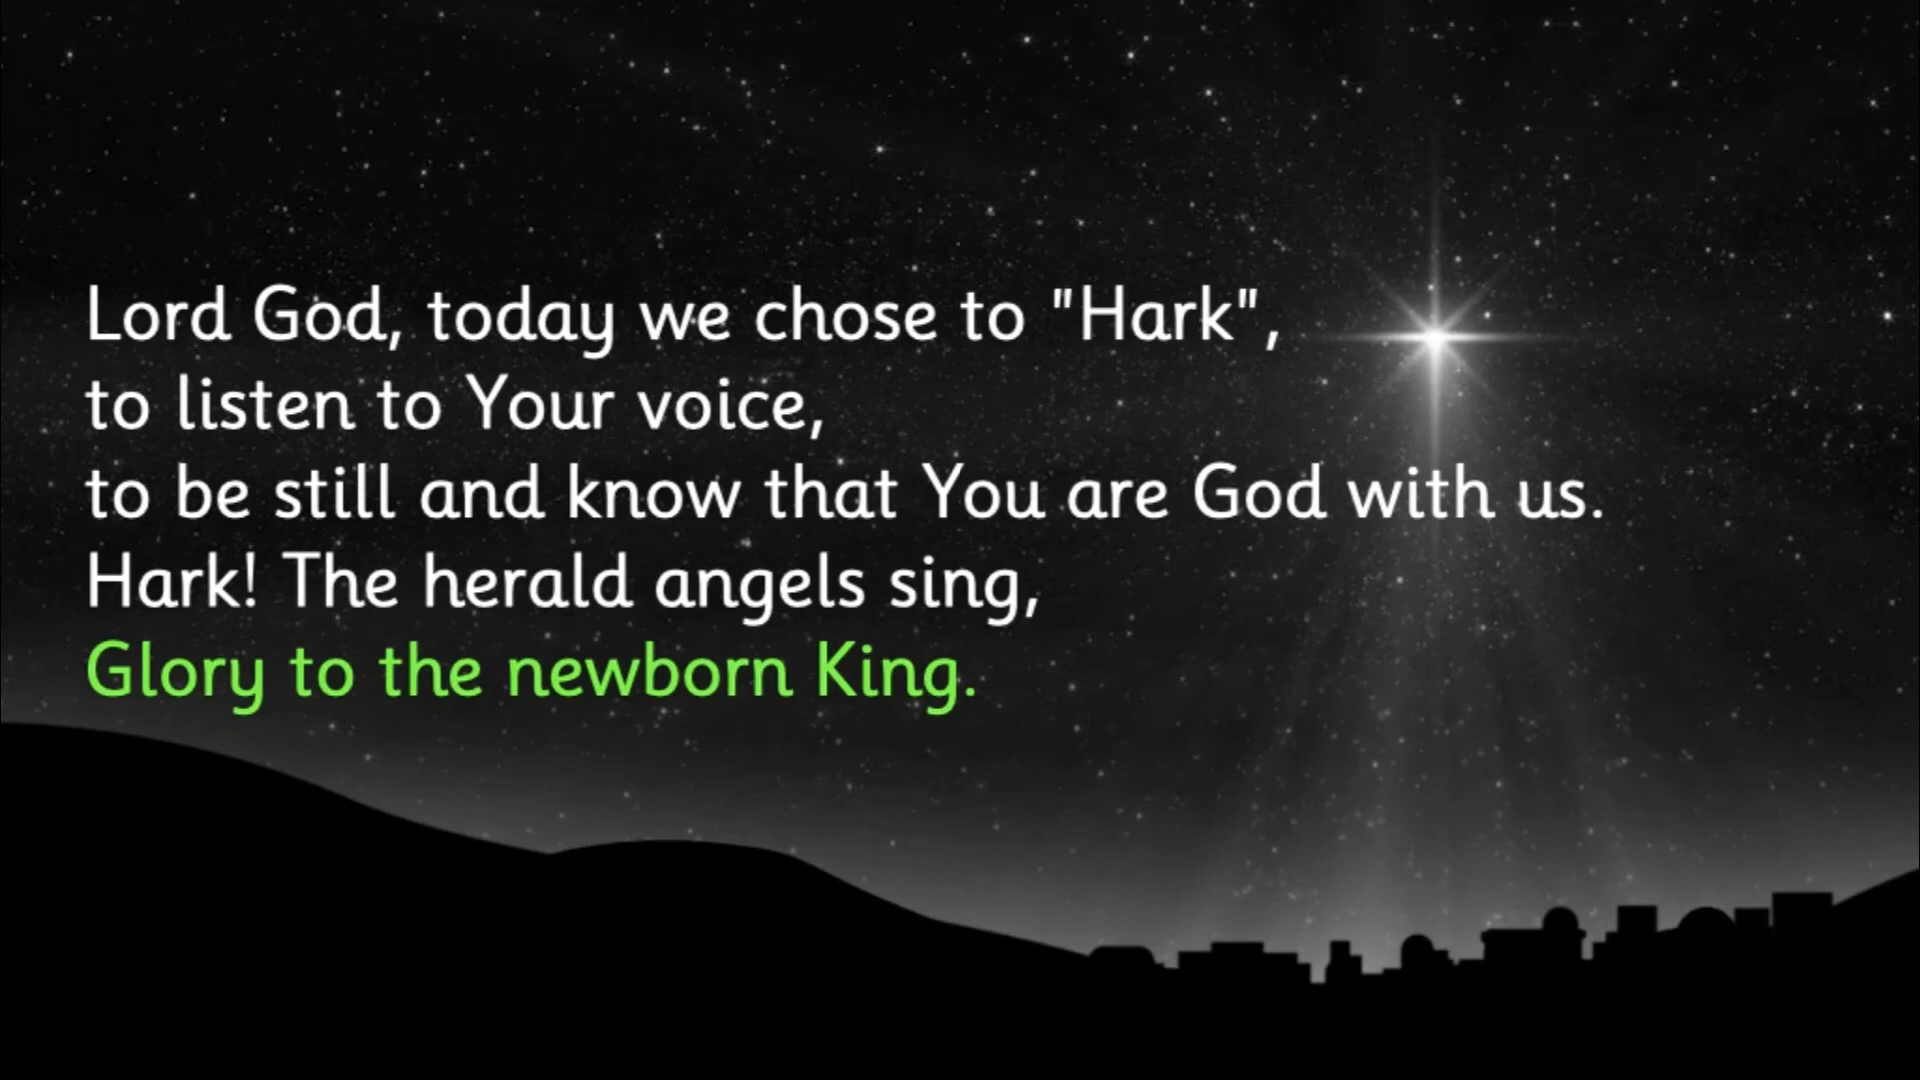 Lord God, today we chose to "Hark",
to listen to Your voice,
to be still and know that You are God with us.
Hark! The herald angels sing,
Glory to the newborn King.